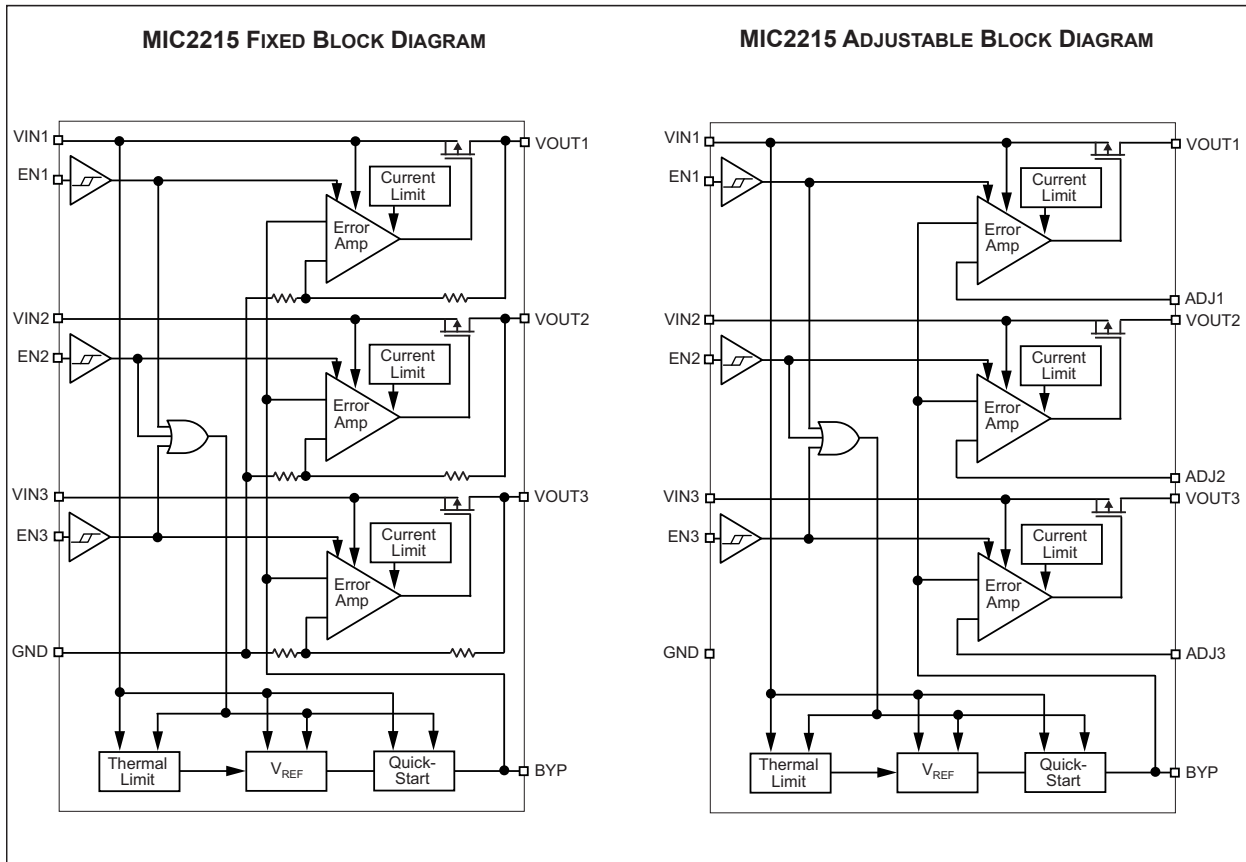 MIC2215 FIXED BLOCK DIAGRAM
VIN1
EN1
Current
Limit
Error
Amp
VOUT1
VIN2
EN2
Current
Limit
Error
Amp
VOUT2
VIN3
EN3
Current
Limit
Error
Amp
VOUT3
GND
Thermal
Limit
VREF
Quick-
Start
BYP
MIC2215 ADJUSTABLE BLOCK DIAGRAM
VIN1
EN1
Current
Limit
Error
Amp
VOUT1
ADJ1
VIN2
EN2
Current
Limit
Error
Amp
VOUT2
ADJ2
VIN3
EN3
Current
Limit
Error
Amp
VOUT3
GND
ADJ3
Thermal
Limit
VREF
Quick-
Start
BYP